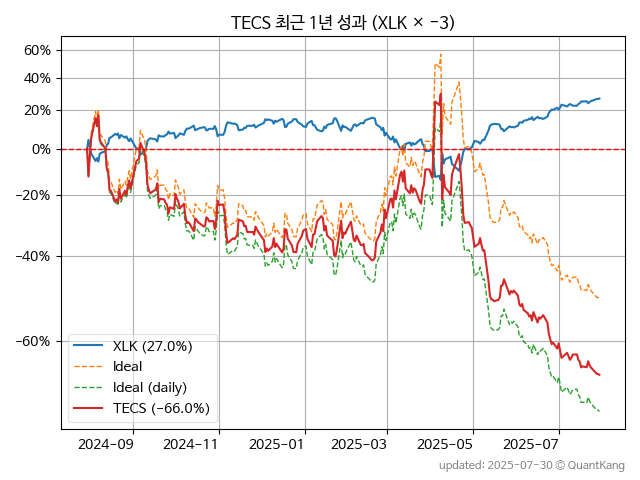 TECS 최근 1년 성과 (XLK × −3)
60%
40%
20%
0%
−20%
−40%
−60%
XLK (27.0%)
Ideal
Ideal (daily)
TECS (−66.0%)
2024-09 2024-11 2025-01 2025-03 2025-05 2025-07
updated: 2025-07-30 © QuantKang